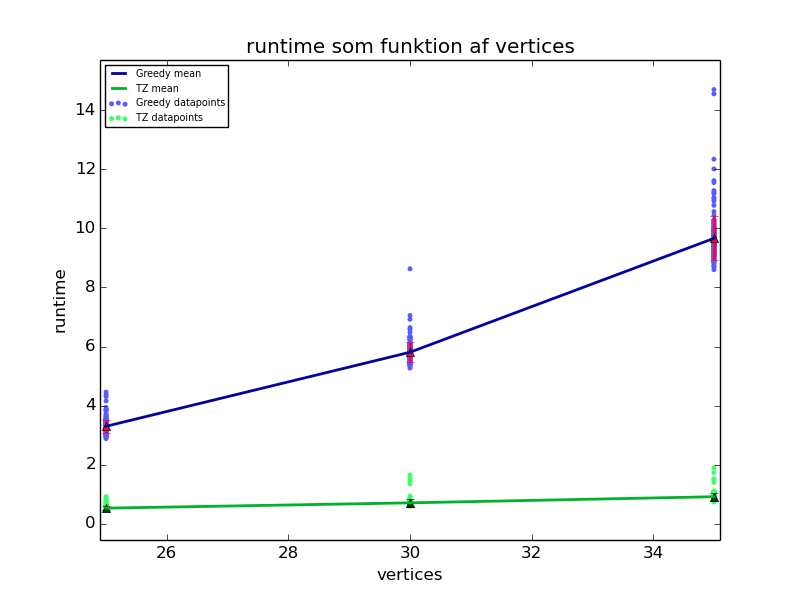 runtime som funktion af vertices
Greedy mean
TZ mean
Greedy datapoints
TZ datapoints
14
12
10
8
6
4
2
0
runtime
26
28
30
32
34
vertices